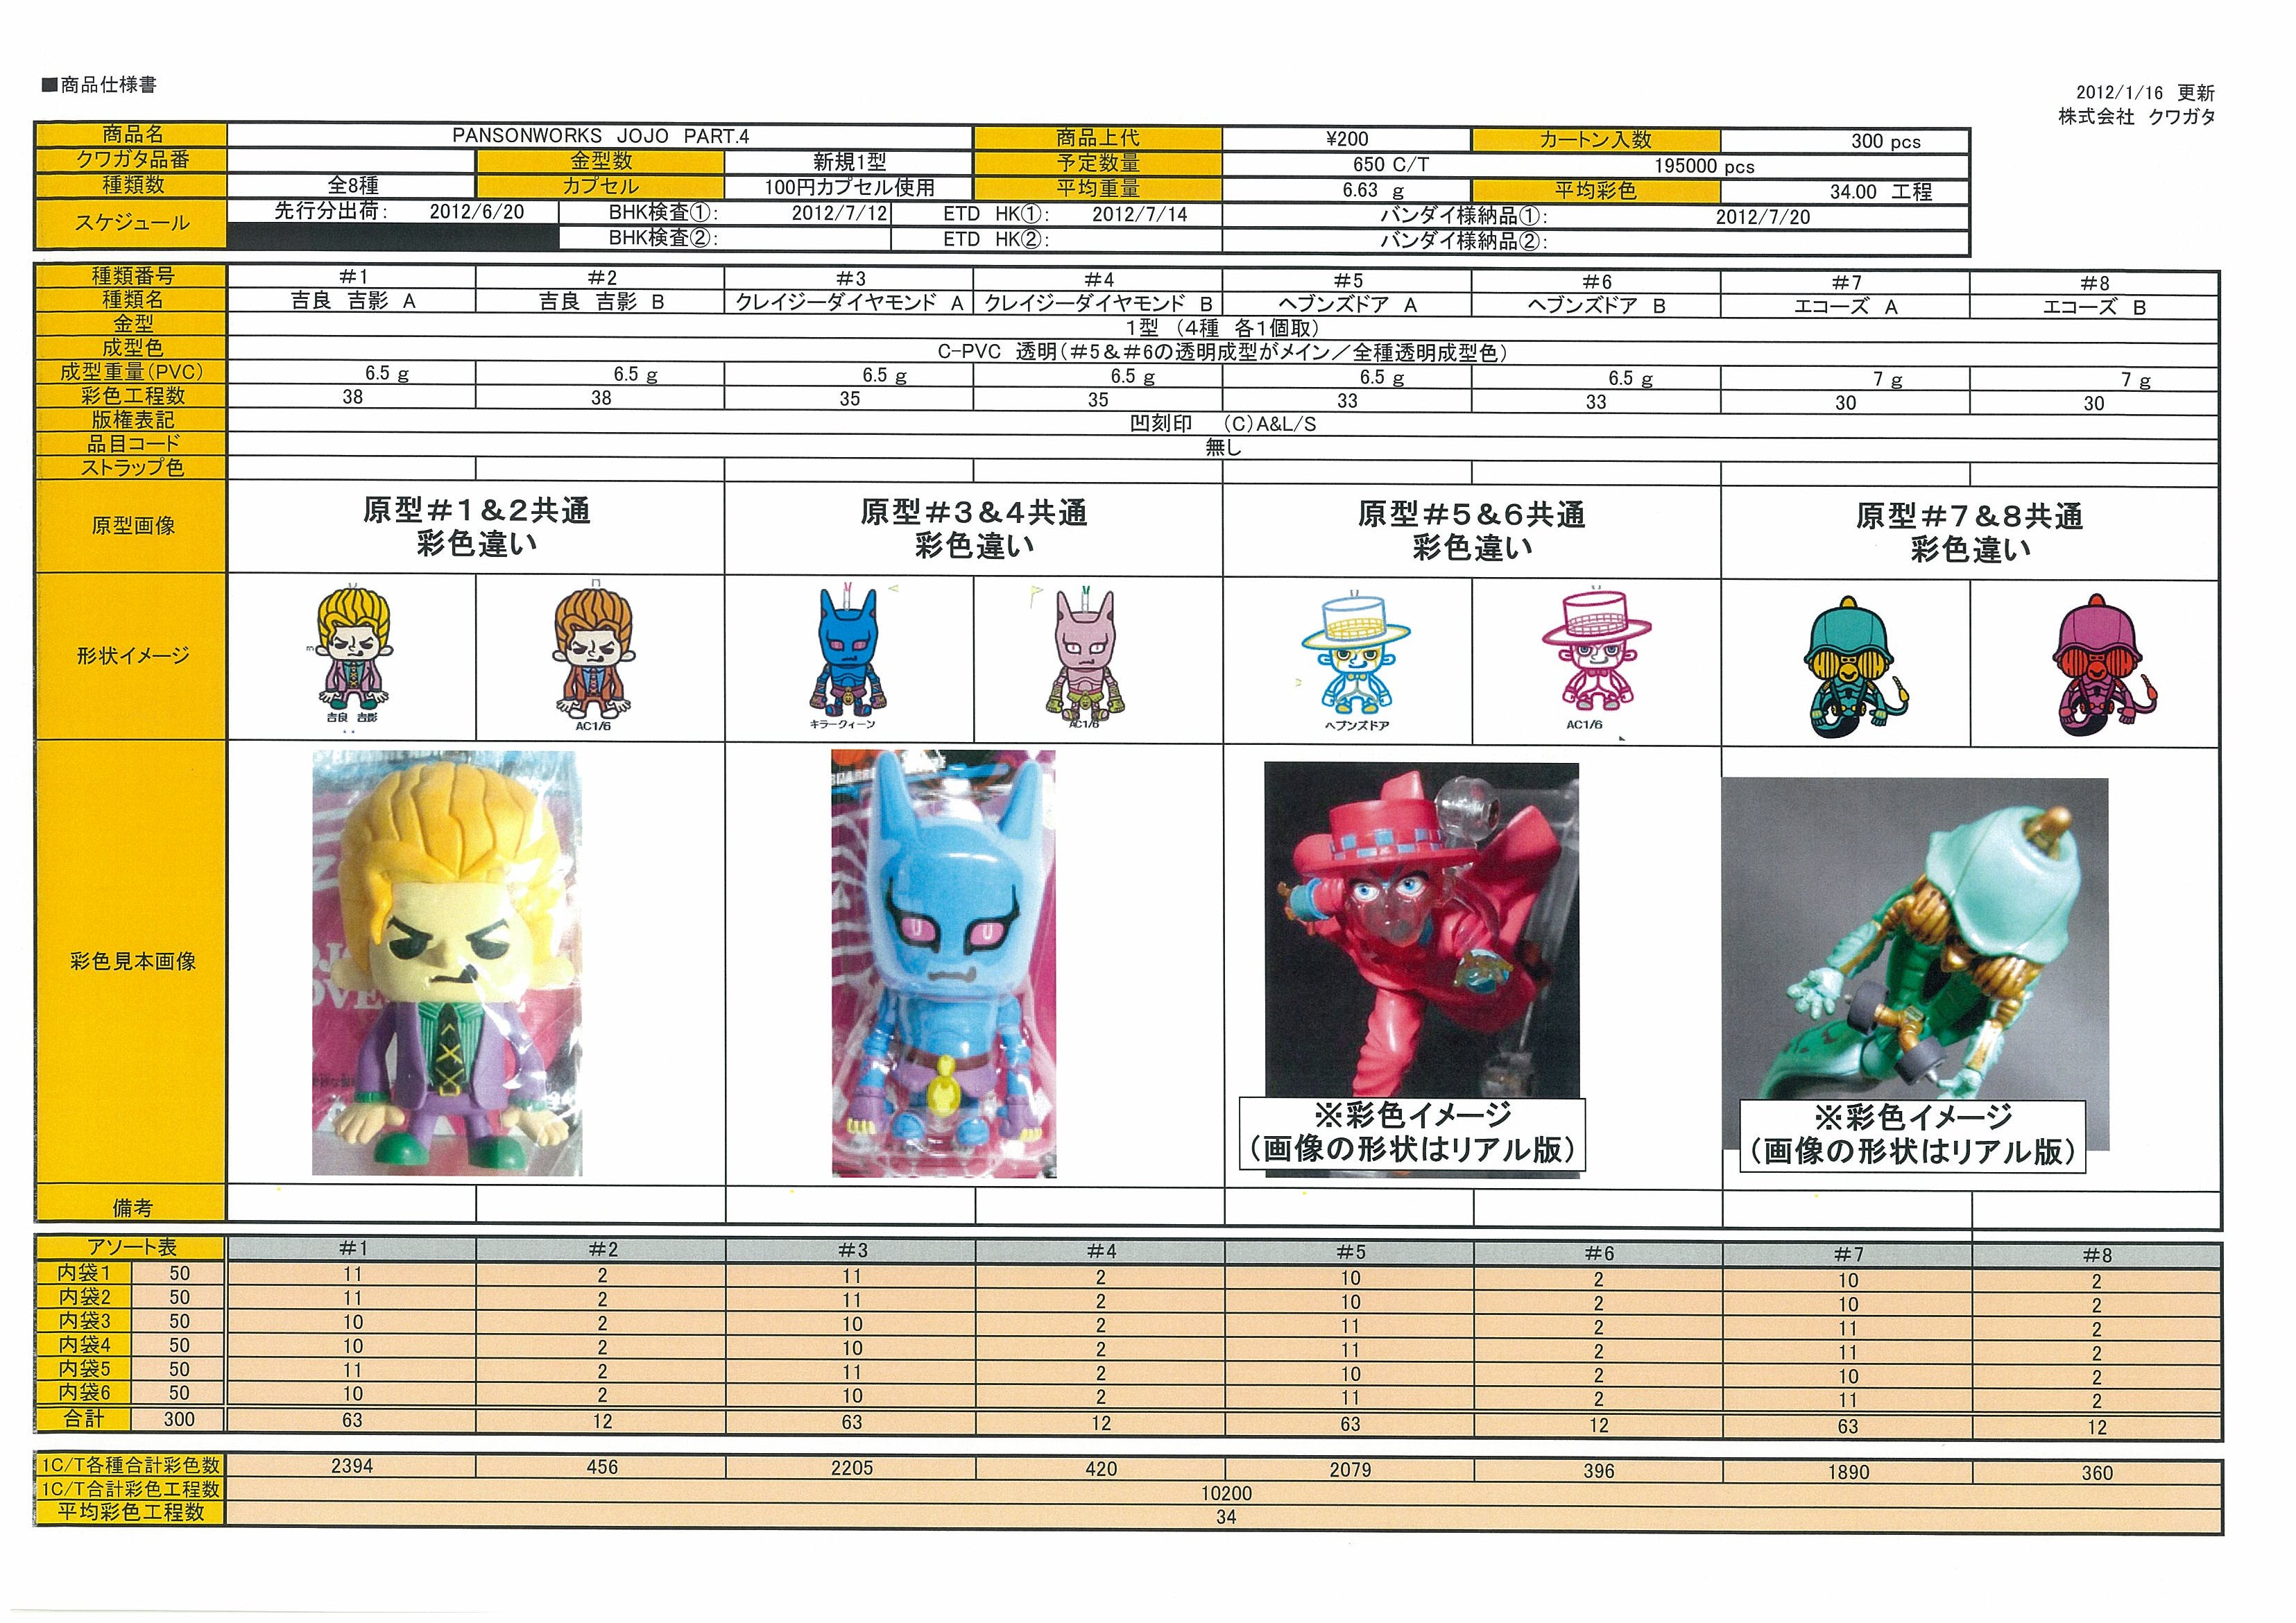 ■商品仕様書
2012/1/16 更新
株式会社 クワガタ
商品名 PANSONWORKS JOJO PART.4 商品上代 ¥200 カートン入数 300 pcs
クワガタ品番 金型数 新規1型 予定数量 650 C/T 195000 pcs
種類数 全8種 カプセル 100円カプセル使用 平均重量 6.63 g 平均彩色 34.00 工程
スケジュール 先行分出荷: 2012/6/20 BHK検査①: 2012/7/12 ETD HK①: 2012/7/14 バンダイ様納品①: 2012/7/20
BHK検査②: ETD HK②: バンダイ様納品②:
種類番号 #1 #2 #3 #4 #5 #6 #7 #8
種類名 吉良 吉影 A 吉良 吉影 B クレイジーダイヤモンド A クレイジーダイヤモンド B ヘブンズドア A ヘブンズドア B エコーズ A エコーズ B
金型 1型 (4種 各1個取)
成型色 C-PVC 透明(#5&#6の透明成型がメイン/全種透明成型色)
成型重量(PVC) 6.5 g 6.5 g 6.5 g 6.5 g 6.5 g 6.5 g 7 g 7 g
彩色工程数 38 38 35 35 33 33 30 30
版権表記 凹刻印 (C)A&L/S
品目コード 無し
ストラップ色
原型画像 原型#1&2共通 原型#3&4共通 原型#5&6共通 原型#7&8共通
彩色違い 彩色違い 彩色違い 彩色違い
形状イメージ
吉良 吉影 AC1/6 キラークィーン AC1/6 ヘブンズドア AC1/6
彩色見本画像
※彩色イメージ ※彩色イメージ
(画像の形状はリアル版) (画像の形状はリアル版)
備考
アソート表 #1 #2 #3 #4 #5 #6 #7 #8
内袋1 50 11 2 11 2 10 2 10 2
内袋2 50 11 2 11 2 10 2 10 2
内袋3 50 10 2 10 2 11 2 11 2
内袋4 50 10 2 10 2 11 2 11 2
内袋5 50 11 2 11 2 10 2 10 2
内袋6 50 10 2 10 2 11 2 11 2
合計 300 63 12 63 12 63 12 63 12
1C/T各種合計彩色数 2394 456 2205 420 2079 396 1890 360
1C/T合計彩色工程数 10200
平均彩色工程数 34